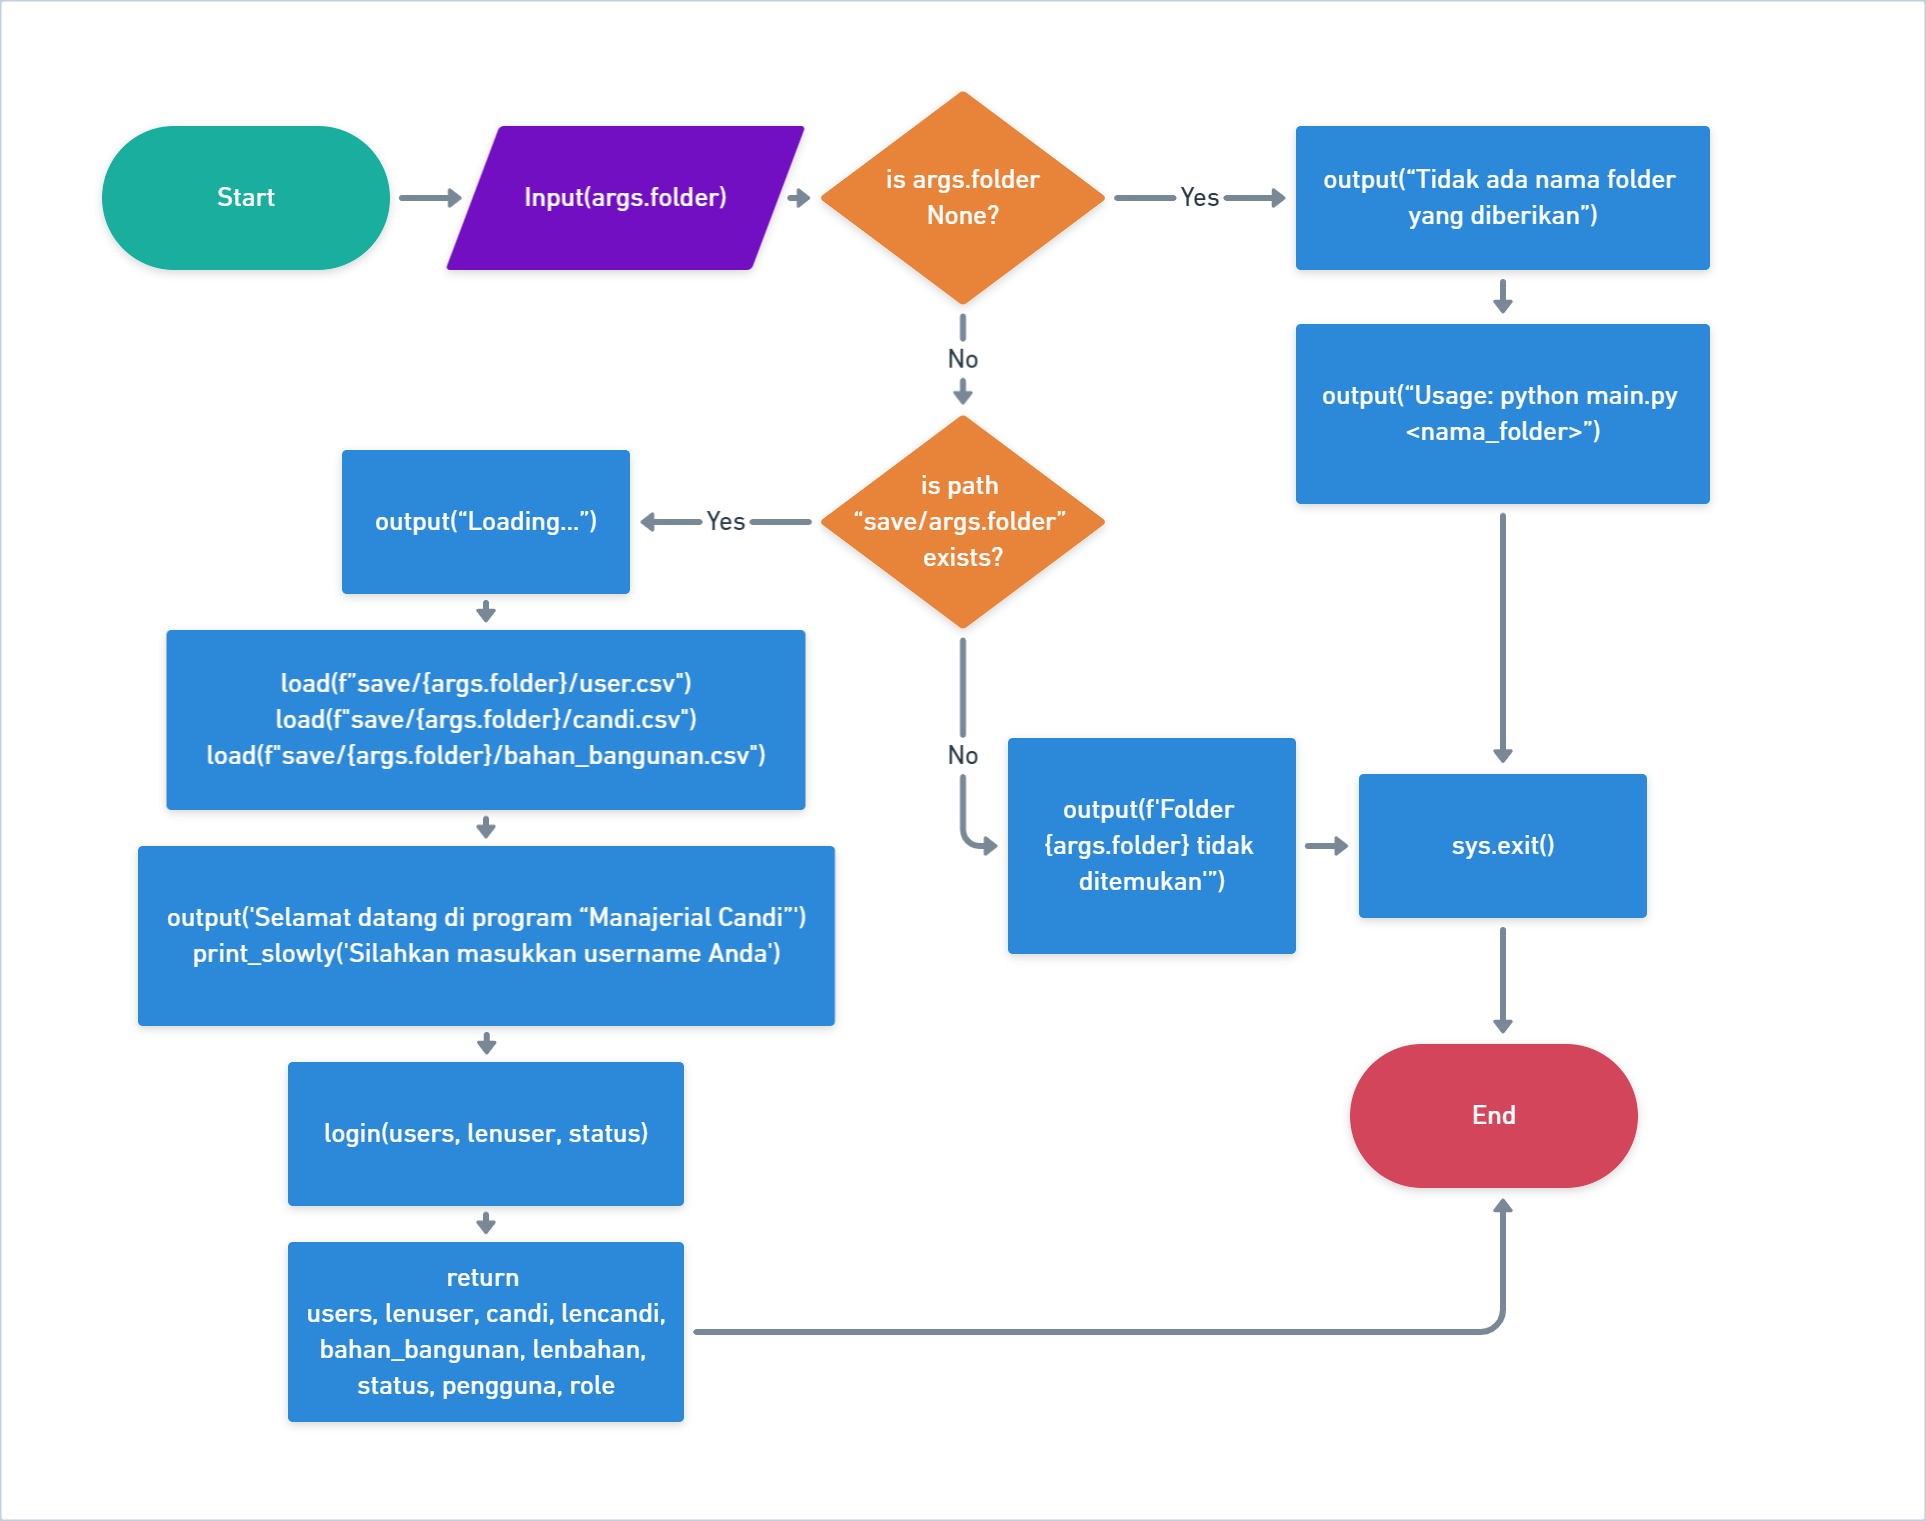 Start
Input(args.folder)
is args.folder
None?
Yes
output(“Tidak ada nama folder
yang diberikan”)
output(“Usage: python main.py
<nama_folder>”)
No
is path
“save/args.folder”
exists?
Yes
output(“Loading...”)
load(f”save/{args.folder}/user.csv")
load(f"save/{args.folder}/candi.csv")
load(f"save/{args.folder}/bahan_bangunan.csv")
output('Selamat datang di program “Manajerial Candi”')
print_slowly('Silahkan masukkan username Anda')
login(users, lenuser, status)
return
users, lenuser, candi, lencandi,
bahan_bangunan, lenbahan,
status, pengguna, role
No
output(f'Folder
{args.folder} tidak
ditemukan'”)
sys.exit()
End